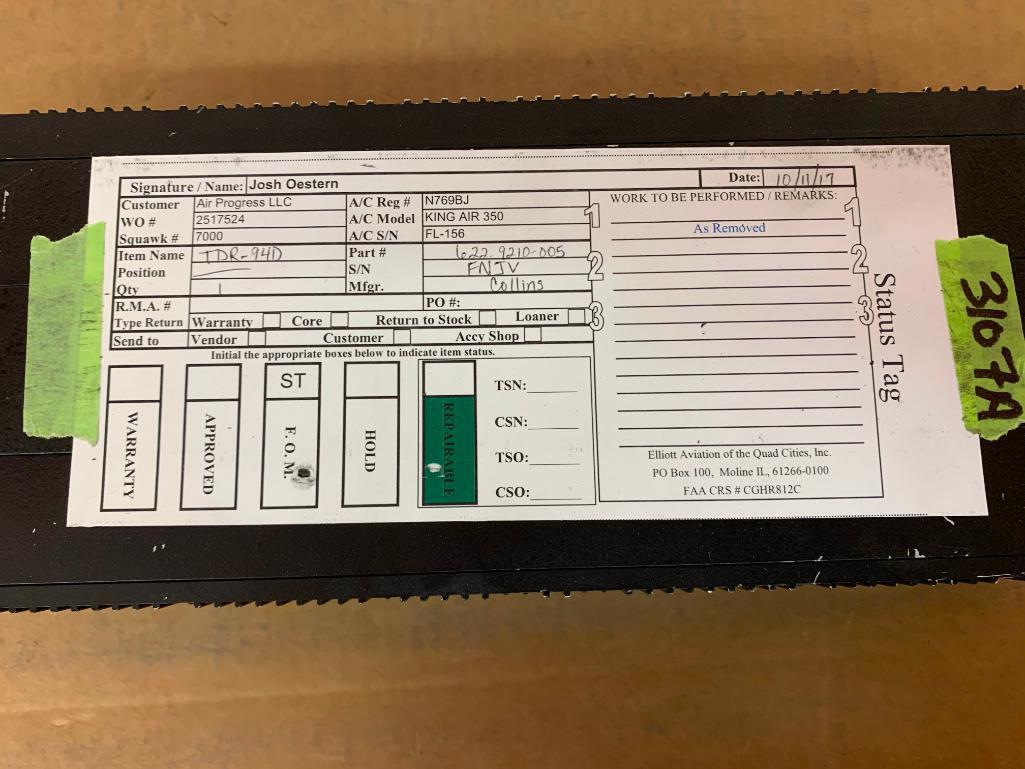 Signature / Name: Josh Oestern Date: 10/11/17
Customer Air Progress LLC A/C Reg # N769BJ
WO # 2517524 A/C Model KING AIR 350
Squawk # 7000 A/C S/N FL-156
Item Name TDR-94D Part # 622-9210-005
Position S/N FNJV
Qty 1 Mfgr. Collins
R.M.A. # PO #:
Type Return Warranty Core Return to Stock Loaner
Send to Vendor Customer Accy Shop
Initial the appropriate boxes below to indicate item status.
WARRANTY
APPROVED
ST
F. O. M.
HOLD
REPAIRABLE
TSN:
CSN:
TSO:
CSO:
1
2
3
WORK TO BE PERFORMED / REMARKS:
As Removed
1
2
3
Elliott Aviation of the Quad Cities, Inc.
PO Box 100, Moline IL, 61266-0100
FAA CRS # CGHR812C
Status Tag
3107A